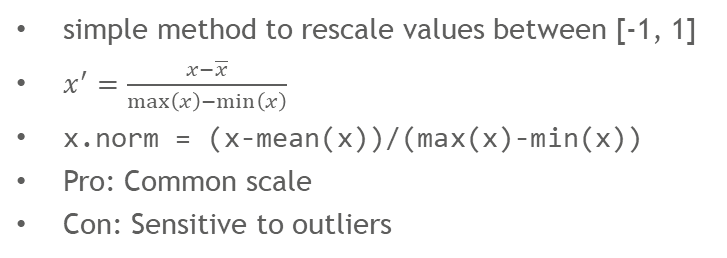 • simple method to rescale values between [-1, 1]
• x′ = (x−x̅)/(max(x)−min(x))
• x.norm = (x-mean(x))/(max(x)-min(x))
• Pro: Common scale
• Con: Sensitive to outliers